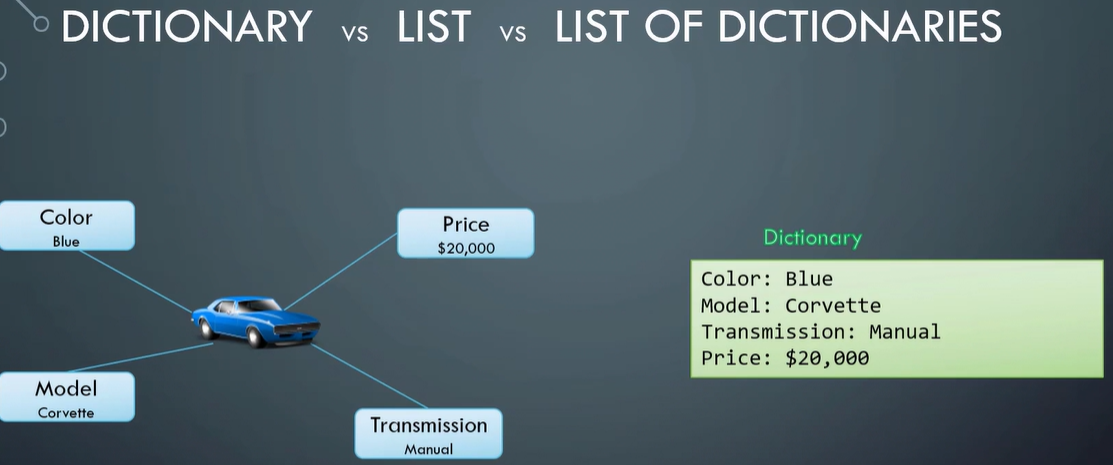 DICTIONARY vs LIST vs LIST OF DICTIONARIES
Color
Blue
Price
$20,000
Model
Corvette
Transmission
Manual
Dictionary
Color: Blue
Model: Corvette
Transmission: Manual
Price: $20,000